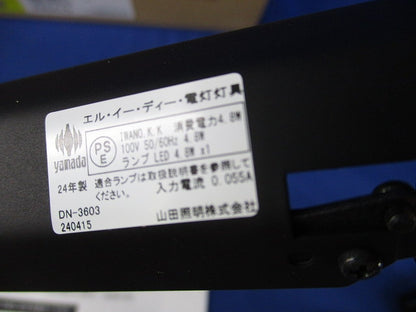 エル・イー・ディー・電灯灯具
yamada
PS
E
IWANO.K.K 消費電力4.8W
100V 50/60Hz 4.8W
ランプ LED 4.8W x1
24年製 適合ランプは取扱説明書を参照して
ください。 入力電流 0.055A
DN-3603 山田照明株式会社
240415